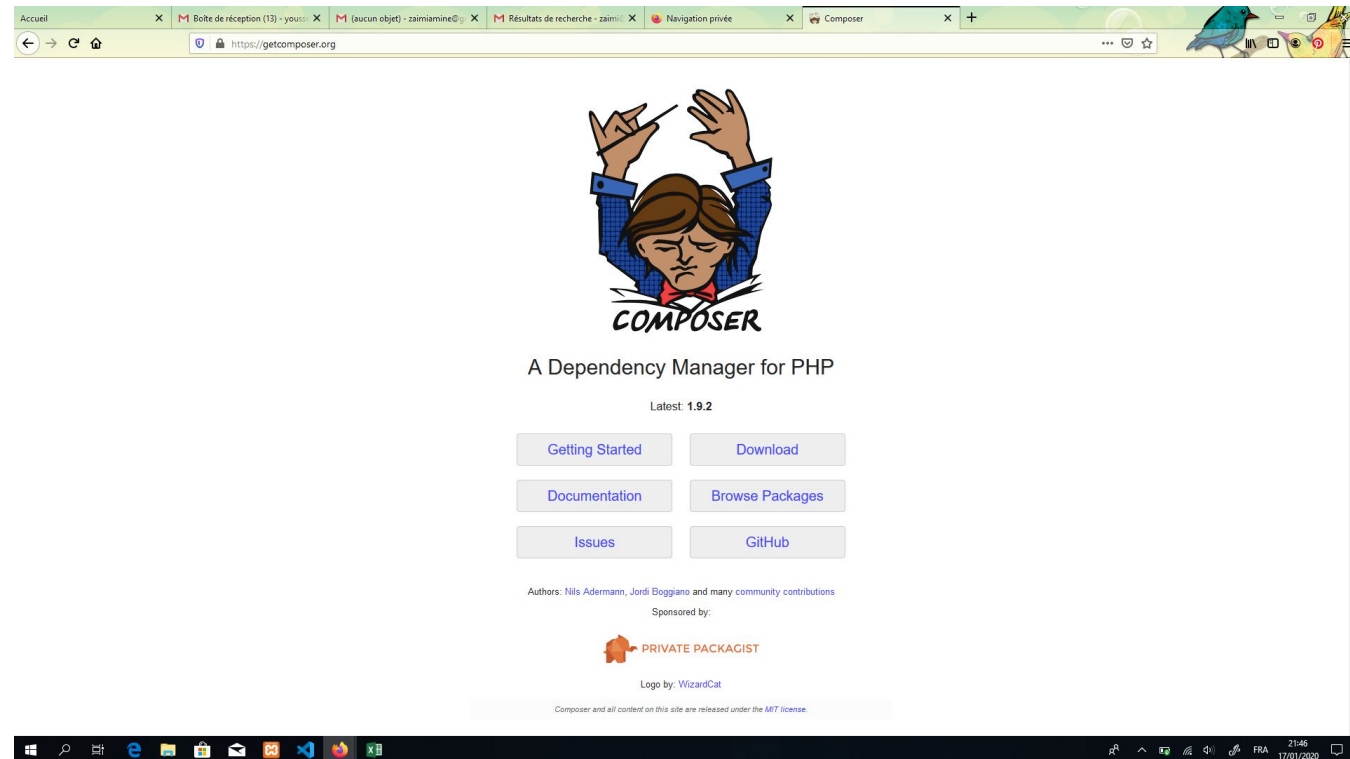 Accueil
Boîte de réception (13) - yousse
(aucun objet) - zaimiamine@g
Résultats de recherche - zaimi
Navigation privée
Composer
https://getcomposer.org
COMPOSER
A Dependency Manager for PHP
Latest: 1.9.2
Getting Started
Download
Documentation
Browse Packages
Issues
GitHub
Authors: Nils Adermann, Jordi Boggiano and many community contributions
Sponsored by:
PRIVATE PACKAGIST
Logo by: WizardCat
Composer and all content on this site are released under the MIT license.
FRA
21:46
17/01/2020